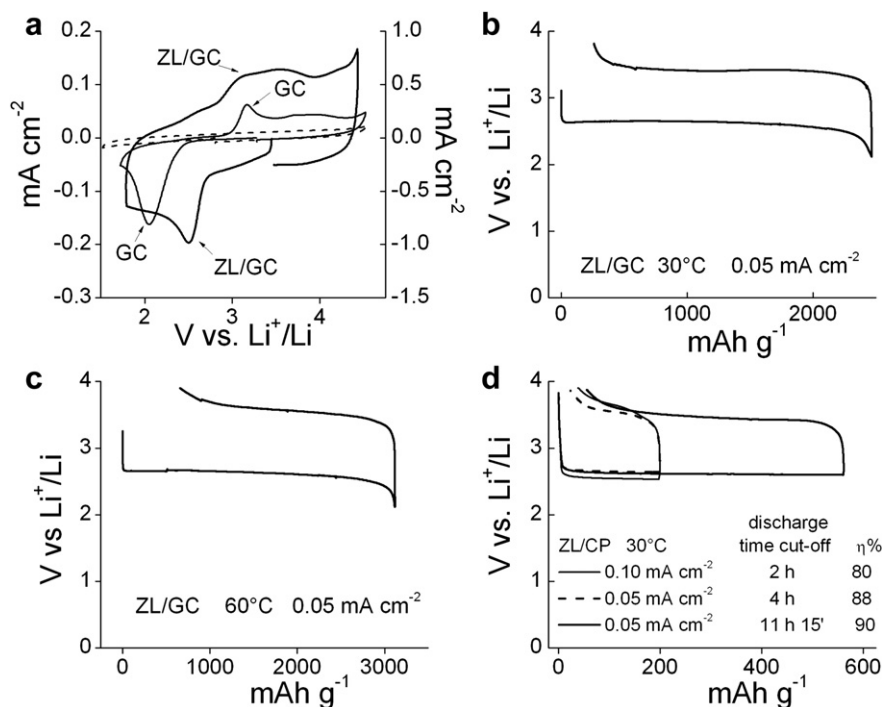 a
0.2
0.1
0.0
-0.1
-0.2
-0.3
mA cm-2
1.0
0.5
0.0
-0.5
-1.0
-1.5
mA cm-2
ZL/GC
GC
GC
ZL/GC
2 3 4
V vs. Li+/Li
b
4
3
2
1
0
V vs. Li+/Li
ZL/GC 30°C 0.05 mA cm-2
0 1000 2000
mAh g-1
c
4
3
2
1
0
V vs Li+/Li
ZL/GC 60°C 0.05 mA cm-2
0 1000 2000 3000
mAh g-1
d
4
3
2
1
0
V vs. Li+/Li
discharge
ZL/CP 30°C time cut-off η%
0.10 mA cm-2 2 h 80
0.05 mA cm-2 4 h 88
0.05 mA cm-2 11 h 15' 90
0 200 400 600
mAh g-1